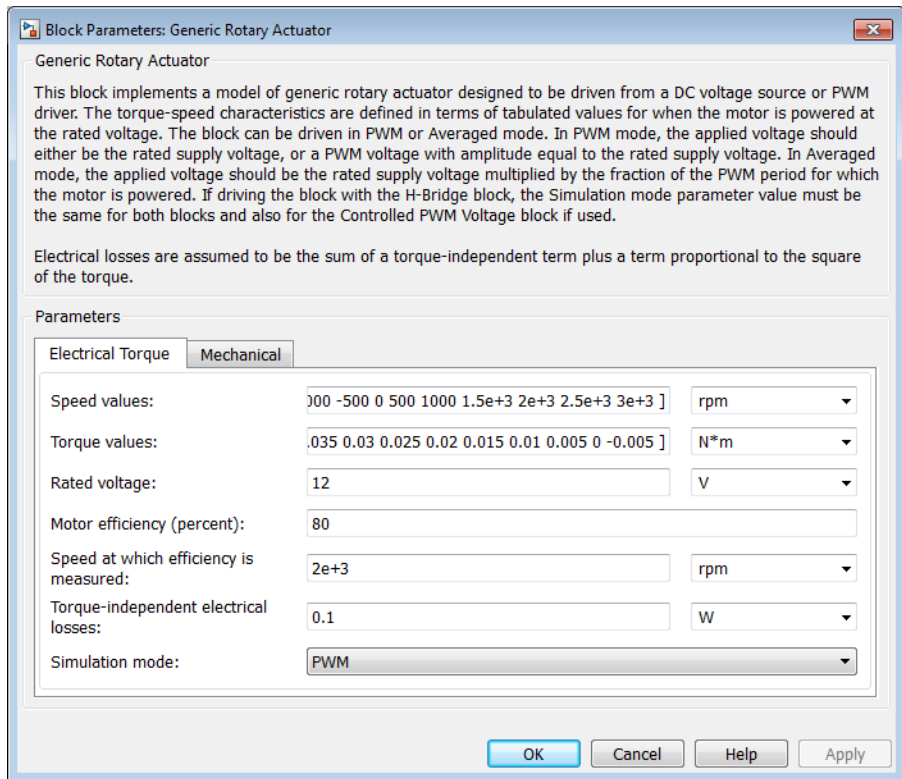 Block Parameters: Generic Rotary Actuator
Generic Rotary Actuator
This block implements a model of generic rotary actuator designed to be driven from a DC voltage source or PWM
driver. The torque-speed characteristics are defined in terms of tabulated values for when the motor is powered at
the rated voltage. The block can be driven in PWM or Averaged mode. In PWM mode, the applied voltage should
either be the rated supply voltage, or a PWM voltage with amplitude equal to the rated supply voltage. In Averaged
mode, the applied voltage should be the rated supply voltage multiplied by the fraction of the PWM period for which
the motor is powered. If driving the block with the H-Bridge block, the Simulation mode parameter value must be
the same for both blocks and also for the Controlled PWM Voltage block if used.
Electrical losses are assumed to be the sum of a torque-independent term plus a term proportional to the square
of the torque.
Parameters
Electrical Torque Mechanical
Speed values: 000 -500 0 500 1000 1.5e+3 2e+3 2.5e+3 3e+3 ] rpm
Torque values: .035 0.03 0.025 0.02 0.015 0.01 0.005 0 -0.005 ] N*m
Rated voltage: 12 V
Motor efficiency (percent): 80
Speed at which efficiency is
measured: 2e+3 rpm
Torque-independent electrical
losses: 0.1 W
Simulation mode: PWM
OK Cancel Help Apply